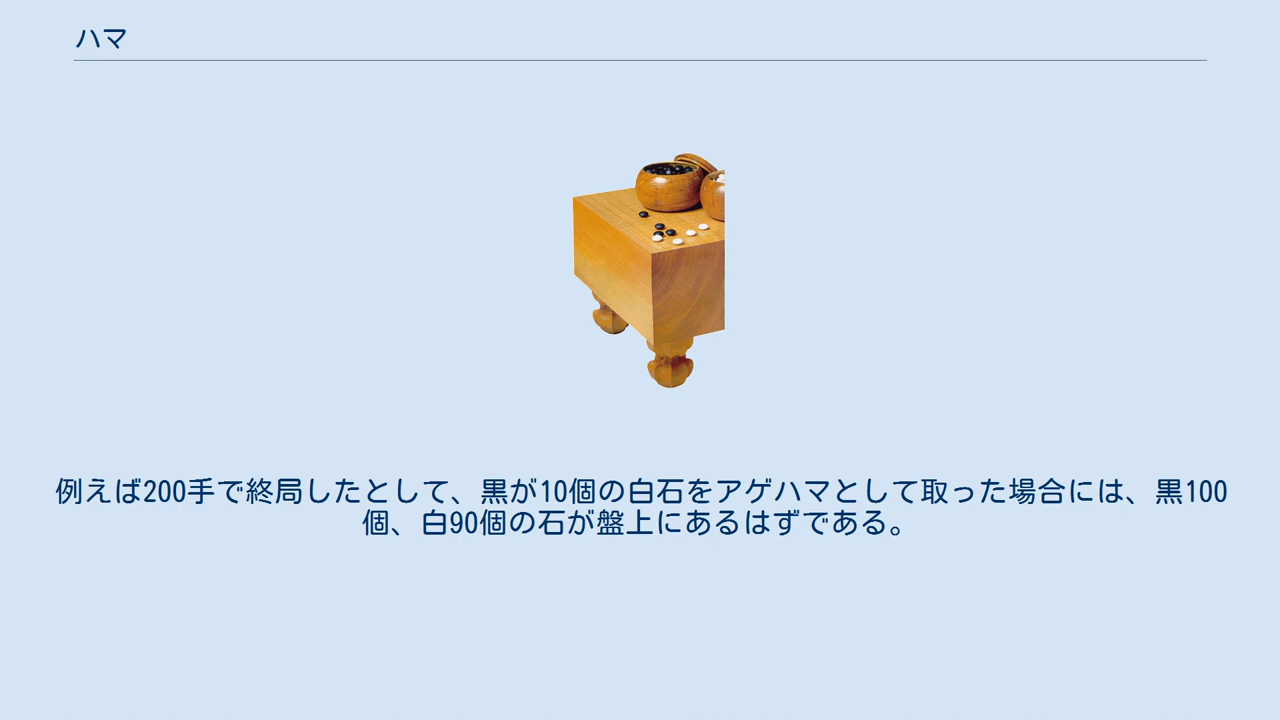 ハマ
例えば200手で終局したとして、黒が10個の白石をアゲハマとして取った場合には、黒100
個、白90個の石が盤上にあるはずである。